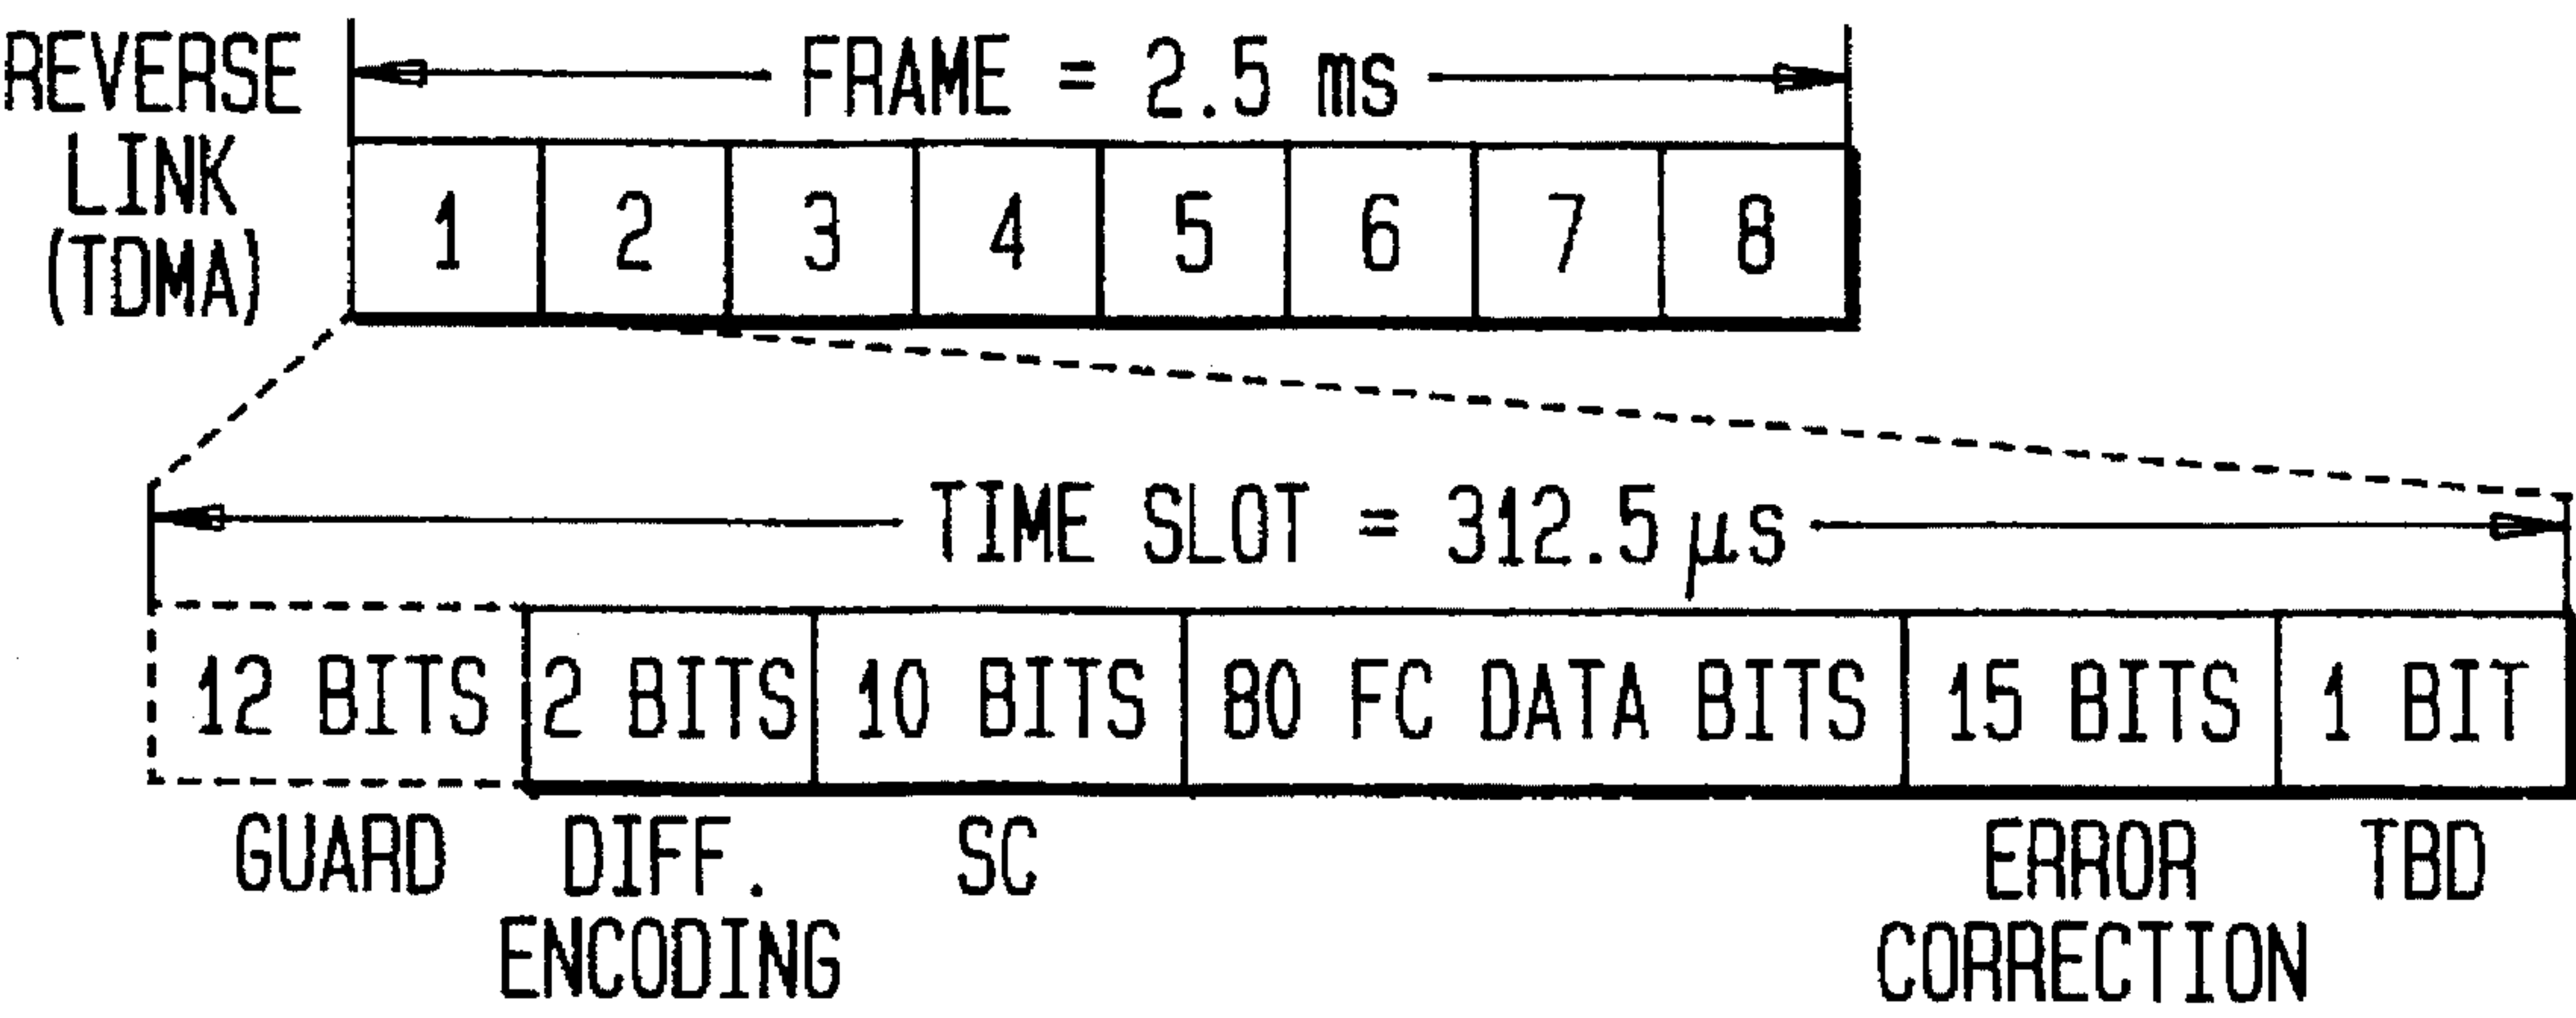 REVERSE
LINK
(TDMA)
FRAME = 2.5 ms
1 2 3 4 5 6 7 8
TIME SLOT = 312.5 μs
12 BITS 2 BITS 10 BITS 80 FC DATA BITS 15 BITS 1 BIT
GUARD DIFF. ENCODING SC ERROR CORRECTION TBD